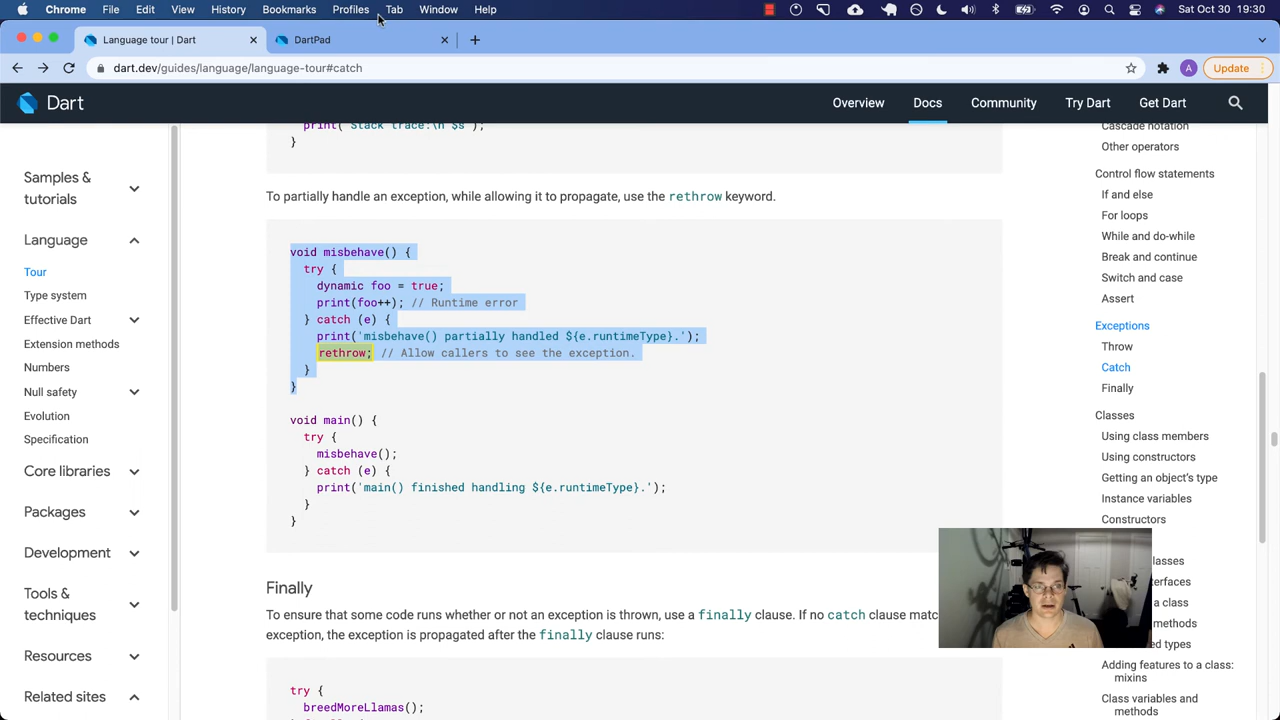 Chrome File Edit View History Bookmarks Profiles Tab Window Help Sat Oct 30 19:30
Language tour | Dart
DartPad
dart.dev/guides/language/language-tour#catch
A
Update
Dart
Overview Docs Community Try Dart Get Dart
Samples &
tutorials
Language
Tour
Type system
Effective Dart
Extension methods
Numbers
Null safety
Evolution
Specification
Core libraries
Packages
Development
Tools &
techniques
Resources
Related sites
print('Stack trace:\n $s');
}
To partially handle an exception, while allowing it to propagate, use the rethrow keyword.
void misbehave() {
try {
dynamic foo = true;
print(foo++); // Runtime error
} catch (e) {
print('misbehave() partially handled ${e.runtimeType}.');
rethrow; // Allow callers to see the exception.
}
}
void main() {
try {
misbehave();
} catch (e) {
print('main() finished handling ${e.runtimeType}.');
}
}
Finally
To ensure that some code runs whether or not an exception is thrown, use a finally clause. If no catch clause matc
exception, the exception is propagated after the finally clause runs:
try {
breedMoreLlamas();
Cascade notation
Other operators
Control flow statements
If and else
For loops
While and do-while
Break and continue
Switch and case
Assert
Exceptions
Throw
Catch
Finally
Classes
Using class members
Using constructors
Getting an object's type
Instance variables
Constructors
lasses
terfaces
a class
methods
ed types
Adding features to a class:
mixins
Class variables and
methods